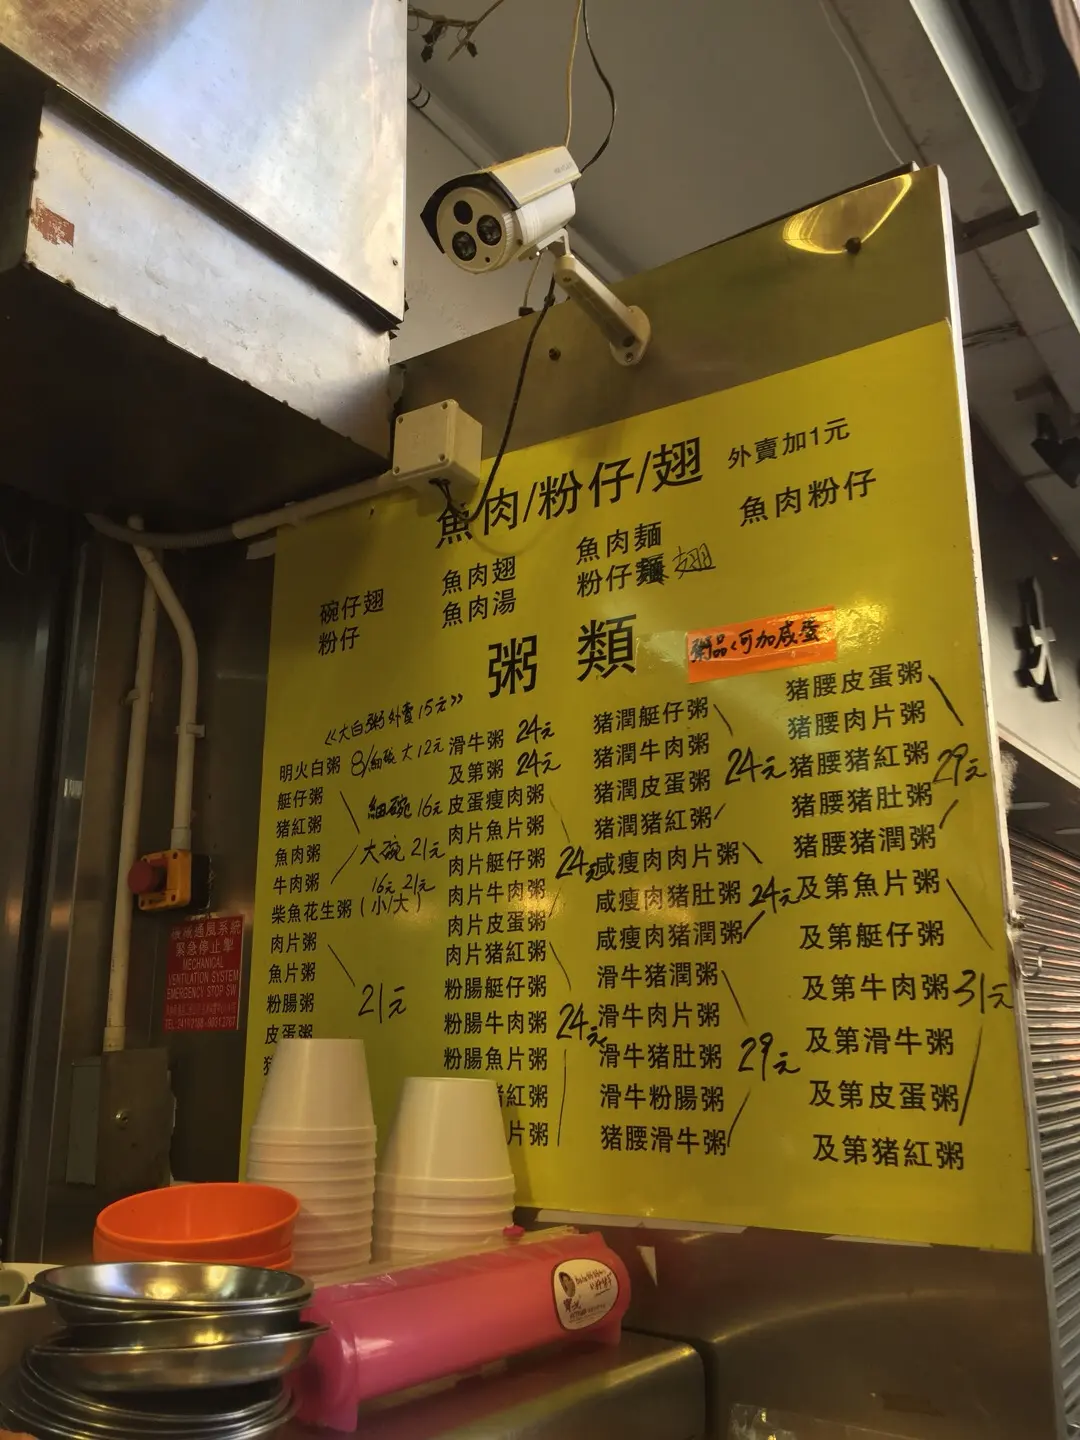 魚肉/粉仔/翅 外賣加1元
碗仔翅 魚肉翅 魚肉麵 魚肉粉仔
粉仔 魚肉湯 粉仔麵 翅
粥 類
粥品可加咸蛋
《大白粥外賣15元》
明火白粥 8/細碗 大12元
艇仔粥
猪紅粥
魚肉粥
牛肉粥
細碗 16元
大碗 21元
柴魚花生粥 (小/大)
16元 21元
肉片粥
魚片粥
粉腸粥
皮蛋粥
21元
滑牛粥 24元
及第粥 24元
皮蛋瘦肉粥
肉片魚片粥
肉片艇仔粥
肉片牛肉粥
肉片皮蛋粥
24元
肉片猪紅粥
粉腸艇仔粥
粉腸牛肉粥
粉腸魚片粥
紅粥
片粥
24元
猪潤艇仔粥
猪潤牛肉粥
猪潤皮蛋粥
猪潤猪紅粥
24元
咸瘦肉肉片粥
咸瘦肉猪肚粥
咸瘦肉猪潤粥
24元
滑牛猪潤粥
滑牛肉片粥
滑牛猪肚粥
滑牛粉腸粥
猪腰滑牛粥
29元
猪腰皮蛋粥
猪腰肉片粥
猪腰猪紅粥
猪腰猪肚粥
猪腰猪潤粥
29元
及第魚片粥
及第艇仔粥
及第牛肉粥
及第滑牛粥
及第皮蛋粥
及第猪紅粥
31元
通風系統
緊急停止掣
MECHANICAL
VENTILATION SYSTEM
EMERGENCY STOP SW